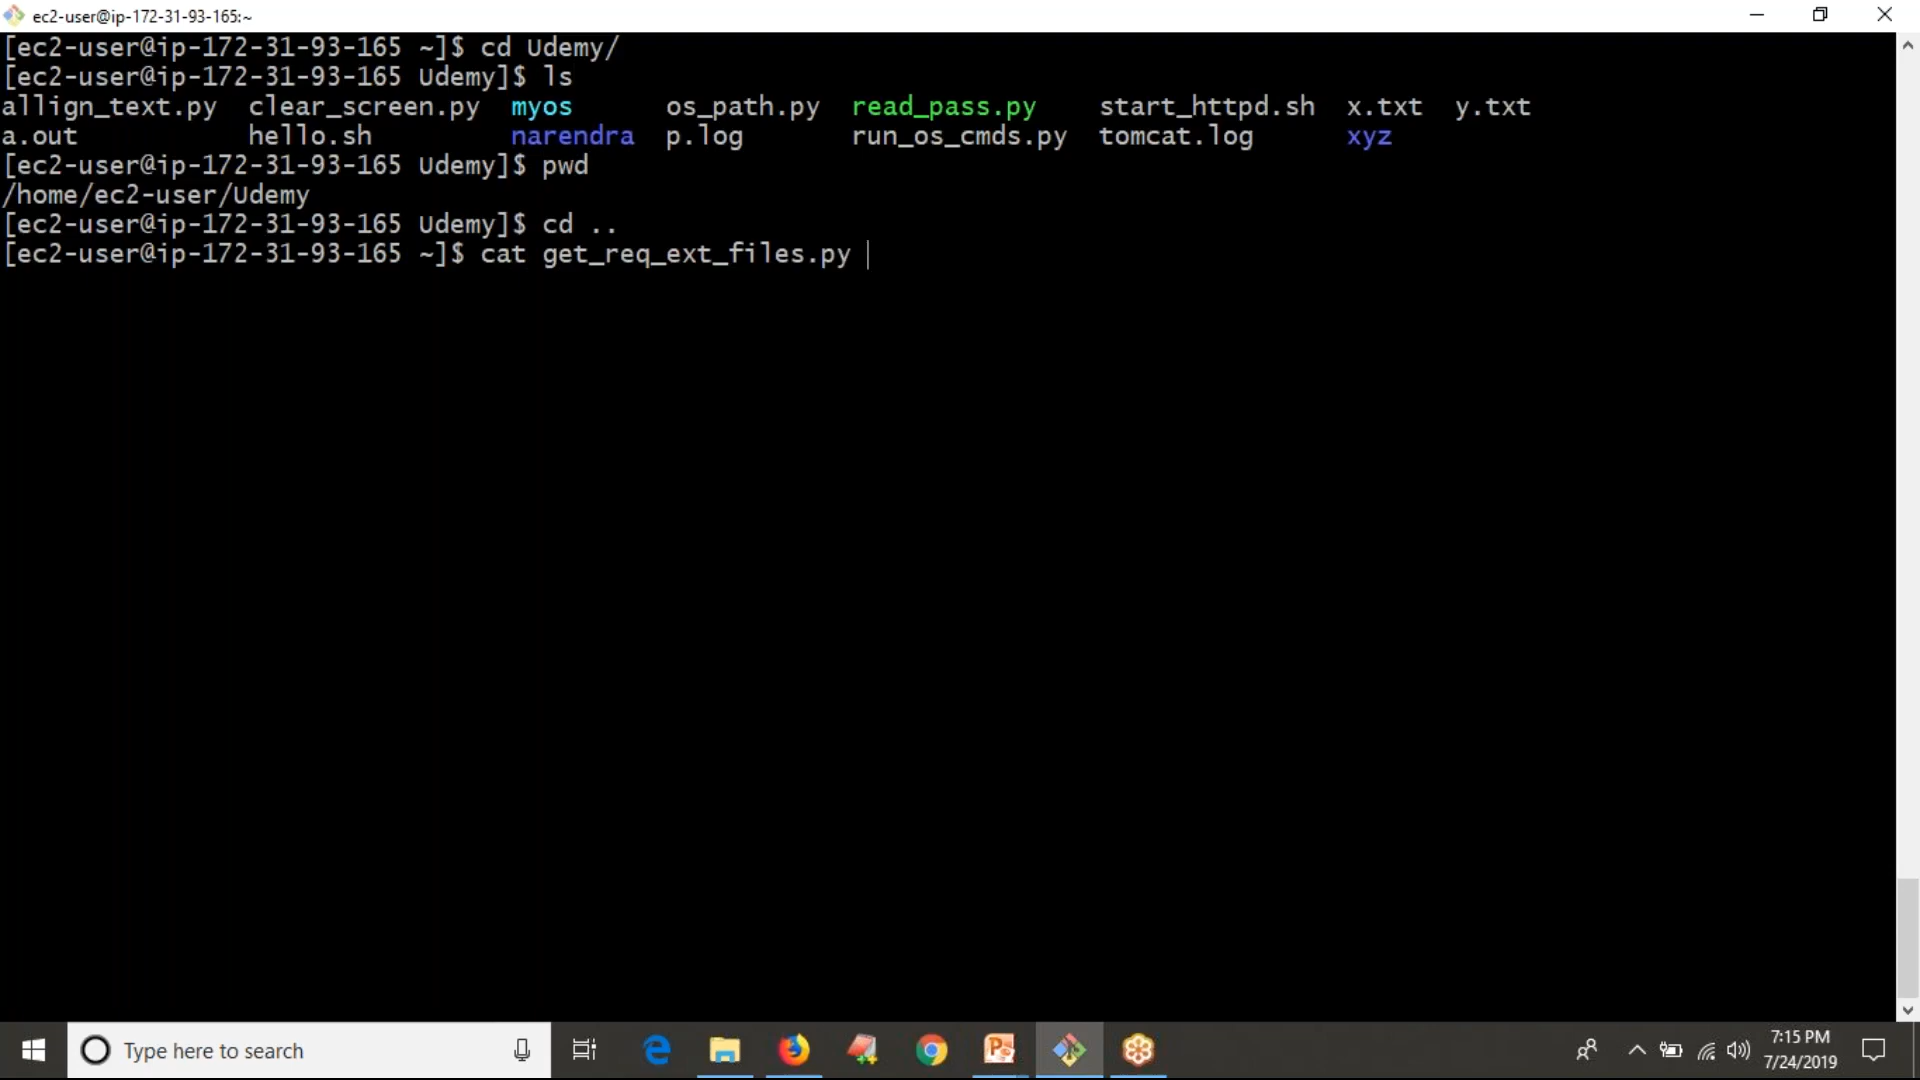 ec2-user@ip-172-31-93-165:~
[ec2-user@ip-172-31-93-165 ~]$ cd Udemy/
[ec2-user@ip-172-31-93-165 Udemy]$ ls
allign_text.py  clear_screen.py  myos      os_path.py  read_pass.py    start_httpd.sh  x.txt  y.txt
a.out           hello.sh         narendra  p.log       run_os_cmds.py  tomcat.log      xyz
[ec2-user@ip-172-31-93-165 Udemy]$ pwd
/home/ec2-user/Udemy
[ec2-user@ip-172-31-93-165 Udemy]$ cd ..
[ec2-user@ip-172-31-93-165 ~]$ cat get_req_ext_files.py
Type here to search
7:15 PM
7/24/2019